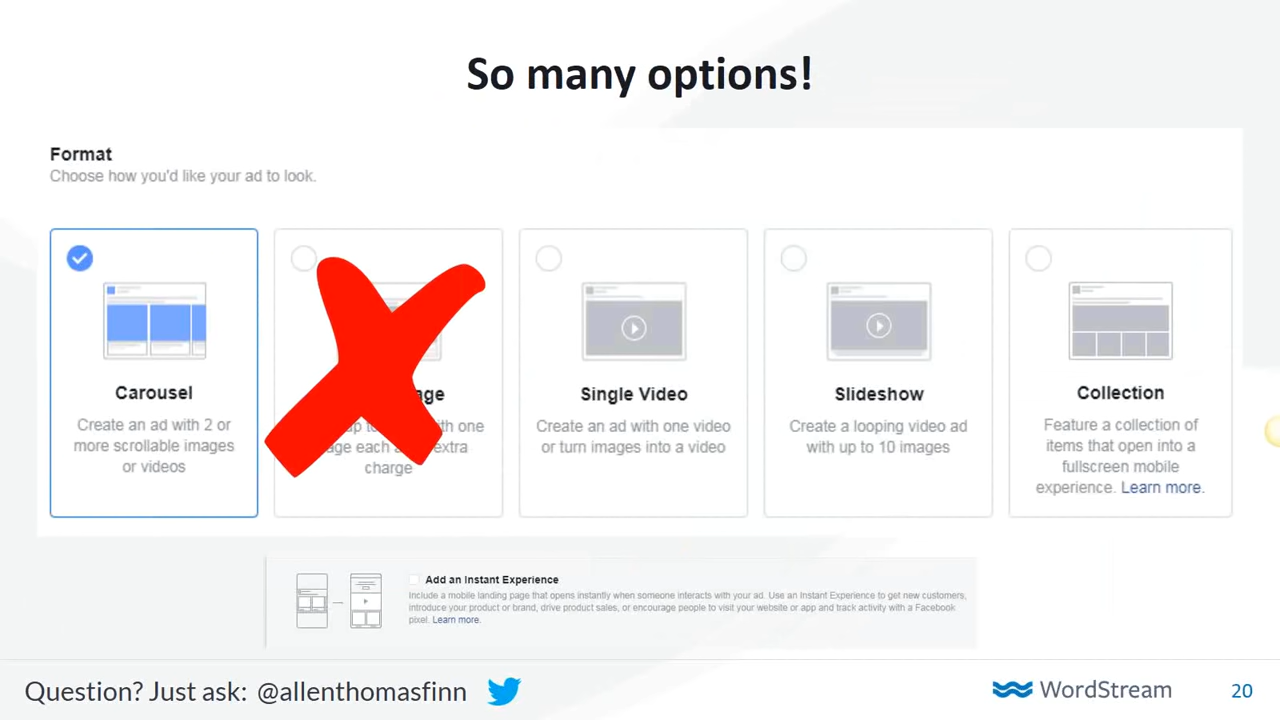 So many options!
Format
Choose how you'd like your ad to look.
Carousel
Create an ad with 2 or
more scrollable images
or videos
up to
with one
each
extra
charge
Single Video
Create an ad with one video
or turn images into a video
Slideshow
Create a looping video ad
with up to 10 images
Collection
Feature a collection of
items that open into a
fullscreen mobile
experience. Learn more.
Add an Instant Experience
Include a mobile landing page that opens instantly when someone interacts with your ad. Use an Instant Experience to get new customers,
introduce your product or brand, drive product sales, or encourage people to visit your website or app and track activity with a Facebook
pixel. Learn more.
Question? Just ask: @allenthomasfinn
WordStream
20